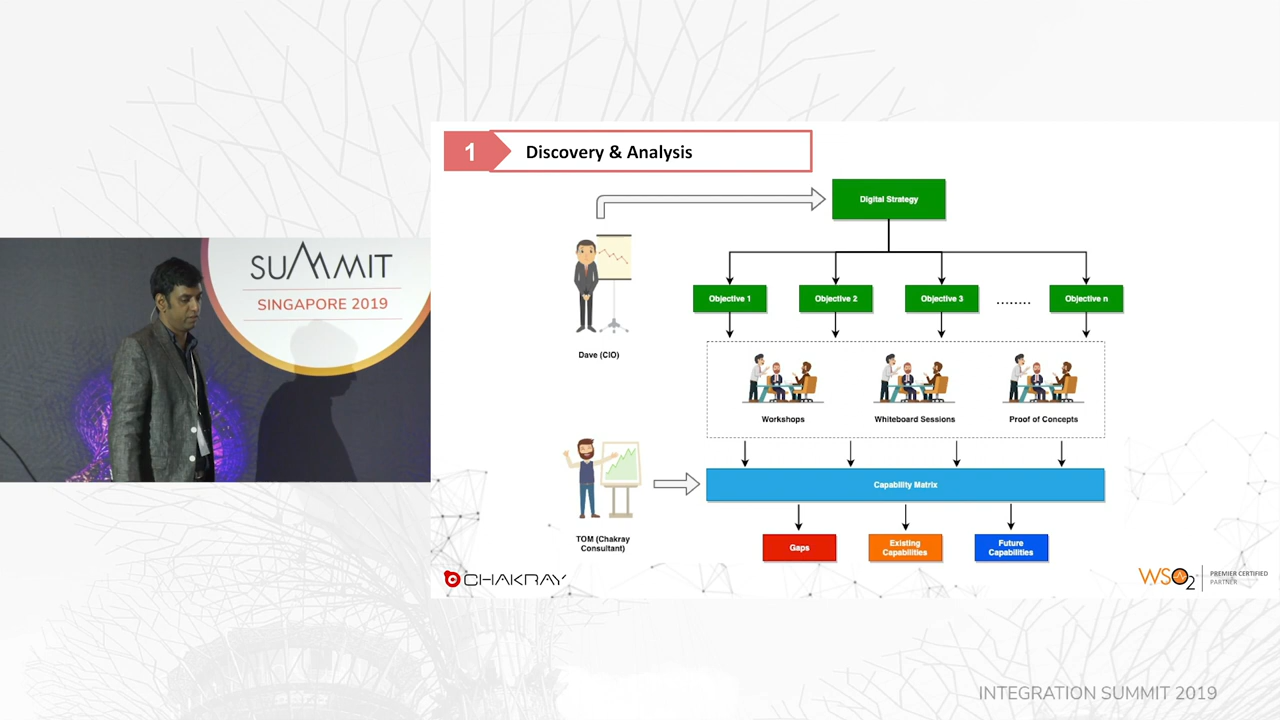 SUMMIT
SINGAPORE 2019
1
Discovery & Analysis
Digital Strategy
Objective 1
Objective 2
Objective 3
........
Objective n
Dave (CIO)
Workshops
Whiteboard Sessions
Proof of Concepts
TOM (Chakray
Consultant)
Capability Matrix
Gaps
Existing
Capabilities
Future
Capabilities
CHAKRAY
WSO2
PREMIER CERTIFIED
PARTNER
INTEGRATION SUMMIT 2019